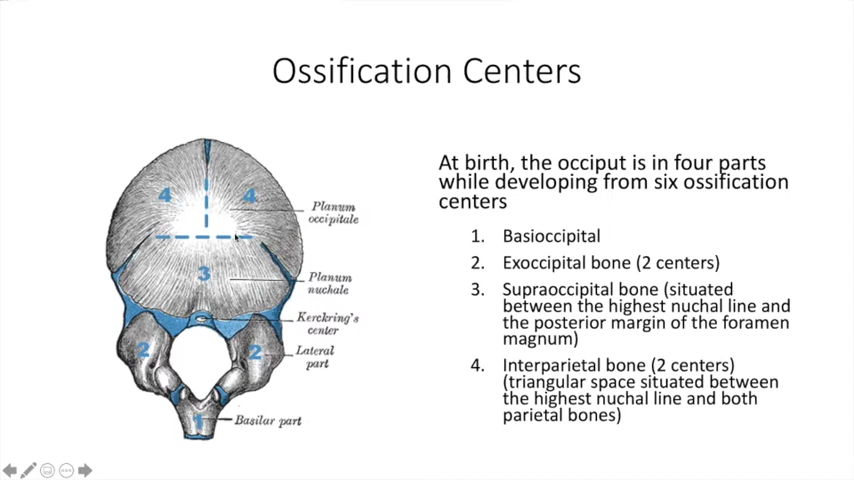 Ossification Centers
4
4
Planum
occipitale
3
Planum
nuchale
Kerckring's
center
2
2
Lateral
part
1
Basilar part
At birth, the occiput is in four parts
while developing from six ossification
centers
1. Basioccipital
2. Exoccipital bone (2 centers)
3. Supraoccipital bone (situated
between the highest nuchal line and
the posterior margin of the foramen
magnum)
4. Interparietal bone (2 centers)
(triangular space situated between
the highest nuchal line and both
parietal bones)